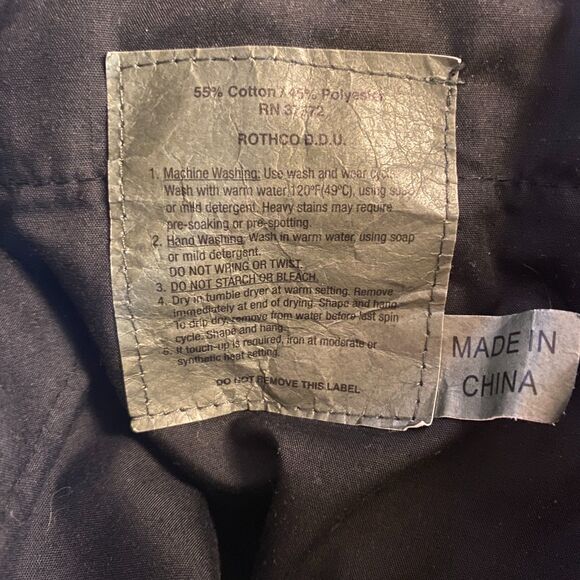 55% Cotton / 45% Polyester
RN 37172
ROTHCO B.D.U.
1. Machine Washing: Use wash and wear cycle.
Wash with warm water 120°F(49°C), using soap
or mild detergent. Heavy stains may require
pre-soaking or pre-spotting.
2. Hand Washing: Wash in warm water, using soap
or mild detergent.
DO NOT WRING OR TWIST.
3. DO NOT STARCH OR BLEACH.
4. Dry in tumble dryer at warm setting. Remove
immediately at end of drying. Shape and hang.
To drip dry, remove from water before last spin
cycle. Shape and hang.
5. If touch-up is required, iron at moderate or
synthetic heat setting.
DO NOT REMOVE THIS LABEL
MADE IN
CHINA